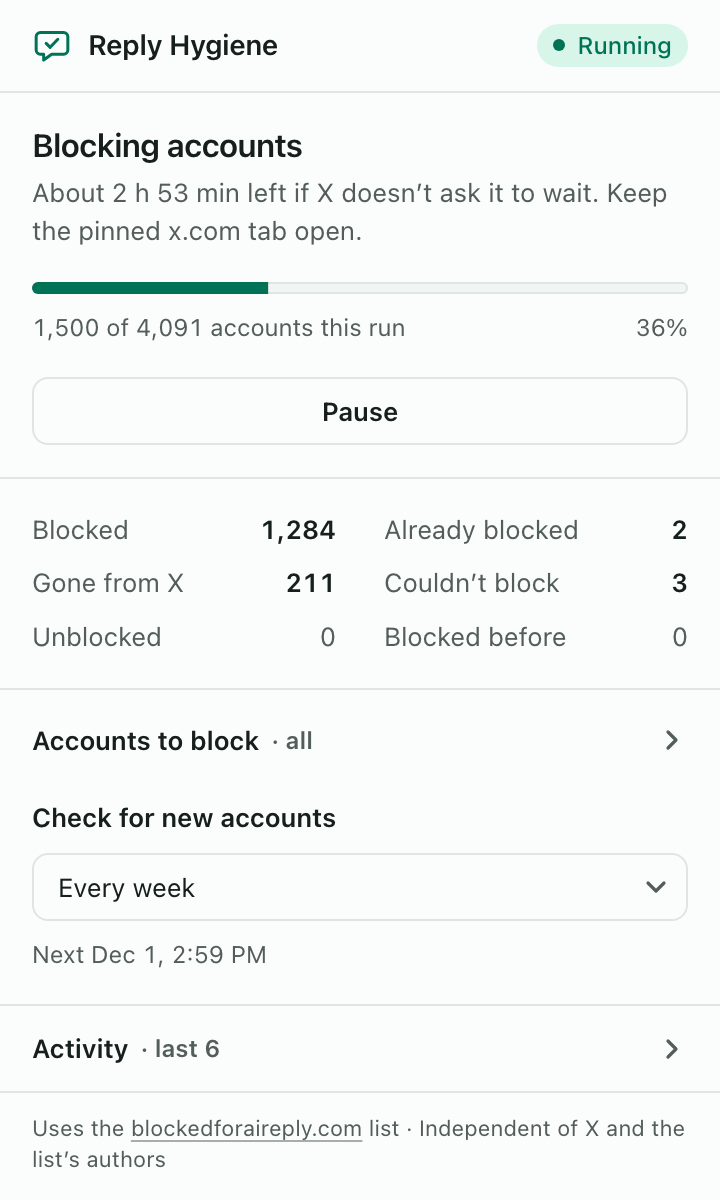 Reply Hygiene
Running
Blocking accounts
About 2 h 53 min left if X doesn’t ask it to wait. Keep
the pinned x.com tab open.
1,500 of 4,091 accounts this run
36%
Pause
Blocked 1,284
Already blocked 2
Gone from X 211
Couldn’t block 3
Unblocked 0
Blocked before 0
Accounts to block · all
Check for new accounts
Every week
Next Dec 1, 2:59 PM
Activity · last 6
Uses the blockedforaireply.com list · Independent of X and the
list’s authors